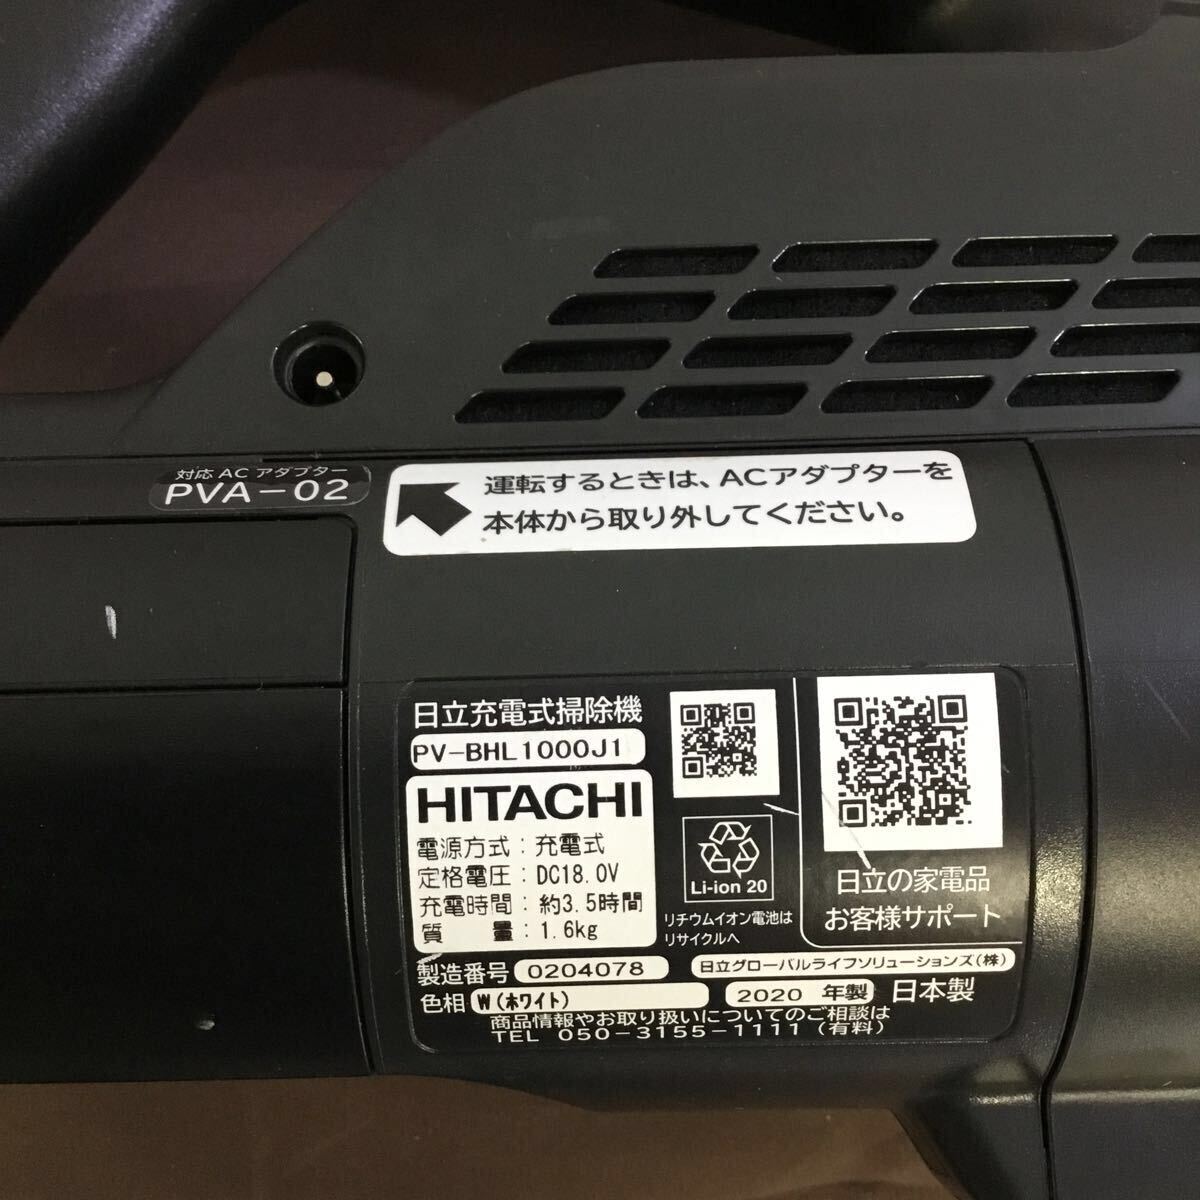 対応 AC アダプター
PVA-02
運転するときは、ACアダプターを
本体から取り外してください。
日立充電式掃除機
PV-BHL1000J1
HITACHI
電源方式：充電式
定格電圧：DC18.0V
充電時間：約3.5時間
質　　量：1.6kg
Li-ion 20
リチウムイオン電池は
リサイクルへ
日立の家電品
お客様サポート
製造番号 0204078
日立グローバルライフソリューションズ(株)
色相 W(ホワイト)
2020 年製 日本製
商品情報やお取り扱いについてのご相談は
TEL 050-3155-1111（有料）